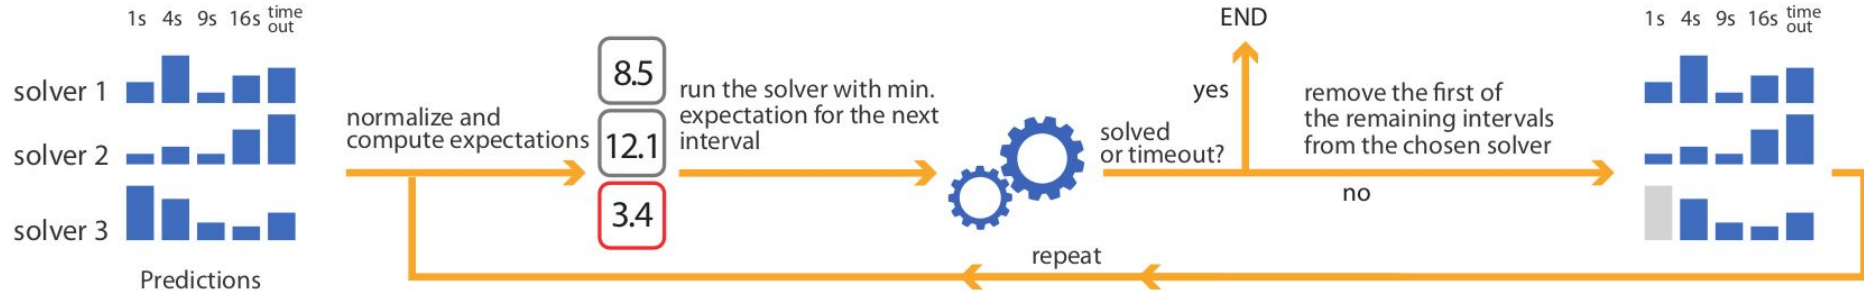 1s 4s 9s 16s time out
solver 1
solver 2
solver 3
Predictions
normalize and
compute expectations
8.5
12.1
3.4
run the solver with min.
expectation for the next
interval
solved
or timeout?
yes
END
no
remove the first of
the remaining intervals
from the chosen solver
1s 4s 9s 16s time out
repeat